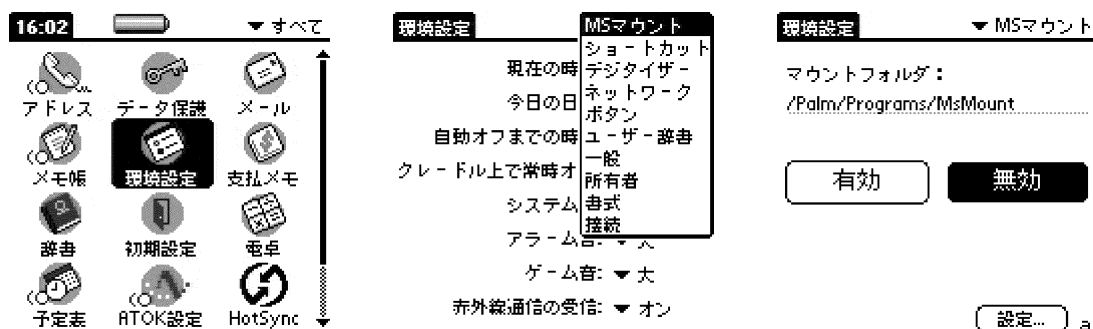 16:02
▼ すべて
アドレス データ保護 メール
メモ帳 環境設定 支払メモ
辞書 初期設定 電卓
予定表 ATOK設定 HotSync
環境設定
MSマウント
ショートカット
デジタイザー
ネットワーク
ボタン
ユーザー辞書
一般
所有者
書式
接続
現在の時
今日の日
自動オフまでの時
クレードル上で常時オ
システム
アラーム音:
ゲーム音: ▼ 大
赤外線通信の受信: ▼ オン
環境設定
▼ MSマウント
マウントフォルダ:
/Palm/Programs/MsMount
有効 無効
設定... a